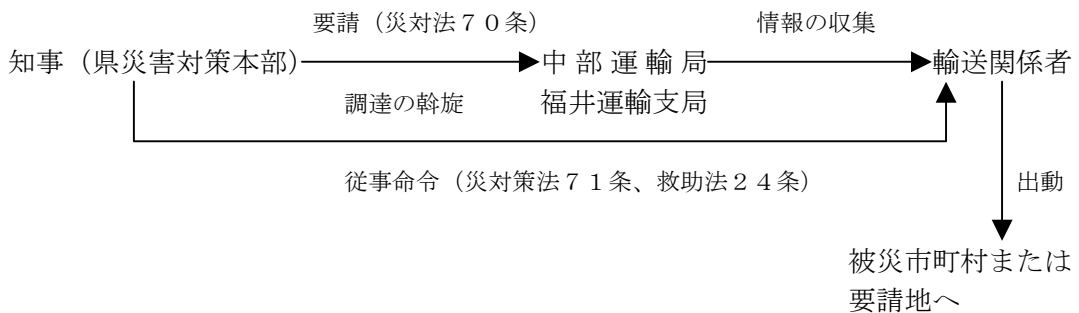 要請（災対法７０条）
情報の収集
知事（県災害対策本部）
中部運輸局
輸送関係者
調達の斡旋
福井運輸支局
従事命令（災対策法７１条、救助法２４条）
出動
被災市町村または
要請地へ